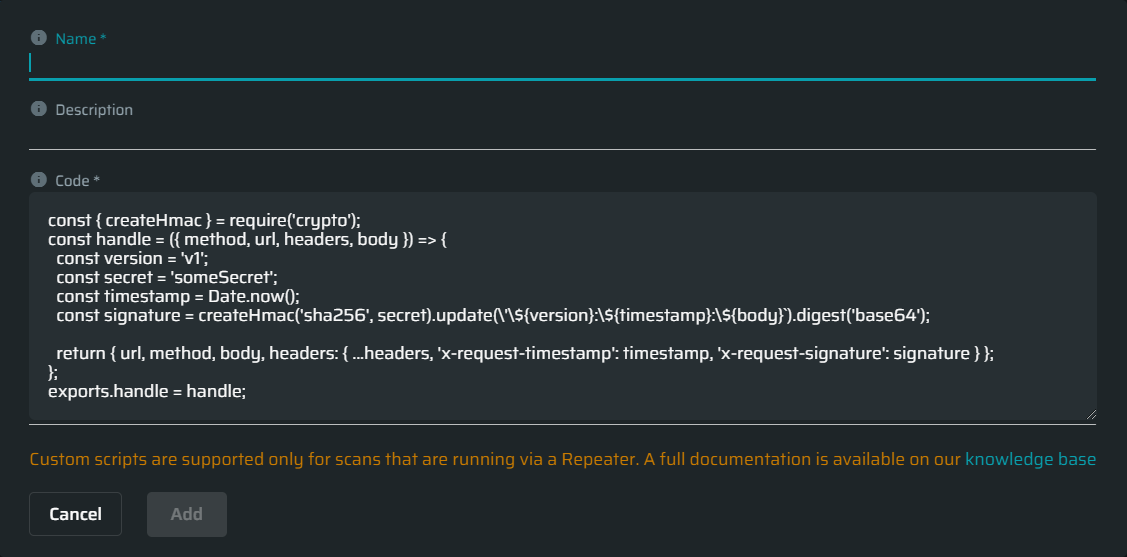 Name *
Description
Code *
const { createHmac } = require('crypto');
const handle = ({ method, url, headers, body }) => {
  const version = 'v1';
  const secret = 'someSecret';
  const timestamp = Date.now();
  const signature = createHmac('sha256', secret).update(\'\${version}:\${timestamp}:\${body}`).digest('base64');
  return { url, method, body, headers: { ...headers, 'x-request-timestamp': timestamp, 'x-request-signature': signature } };
};
exports.handle = handle;
Custom scripts are supported only for scans that are running via a Repeater. A full documentation is available on our knowledge base
Cancel Add